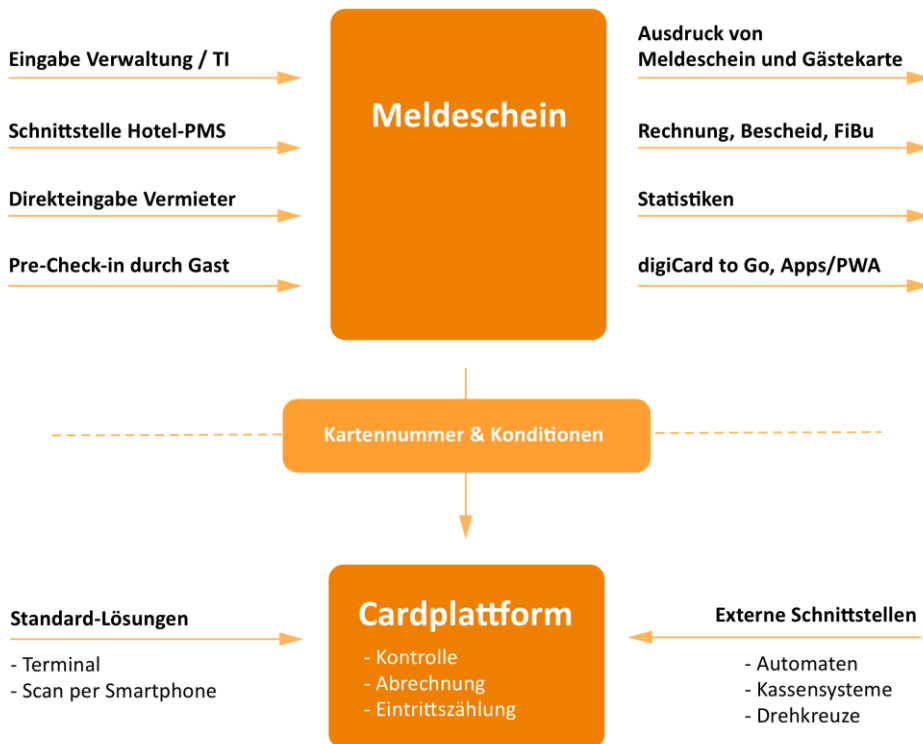 Eingabe Verwaltung / TI
Schnittstelle Hotel-PMS
Direkteingabe Vermieter
Pre-Check-in durch Gast
Meldeschein
Ausdruck von
Meldeschein und Gästekarte
Rechnung, Bescheid, FiBu
Statistiken
digiCard to Go, Apps/PWA
Kartennummer & Konditionen
Standard-Lösungen
- Terminal
- Scan per Smartphone
Cardplattform
- Kontrolle
- Abrechnung
- Eintrittszählung
Externe Schnittstellen
- Automaten
- Kassensysteme
- Drehkreuze